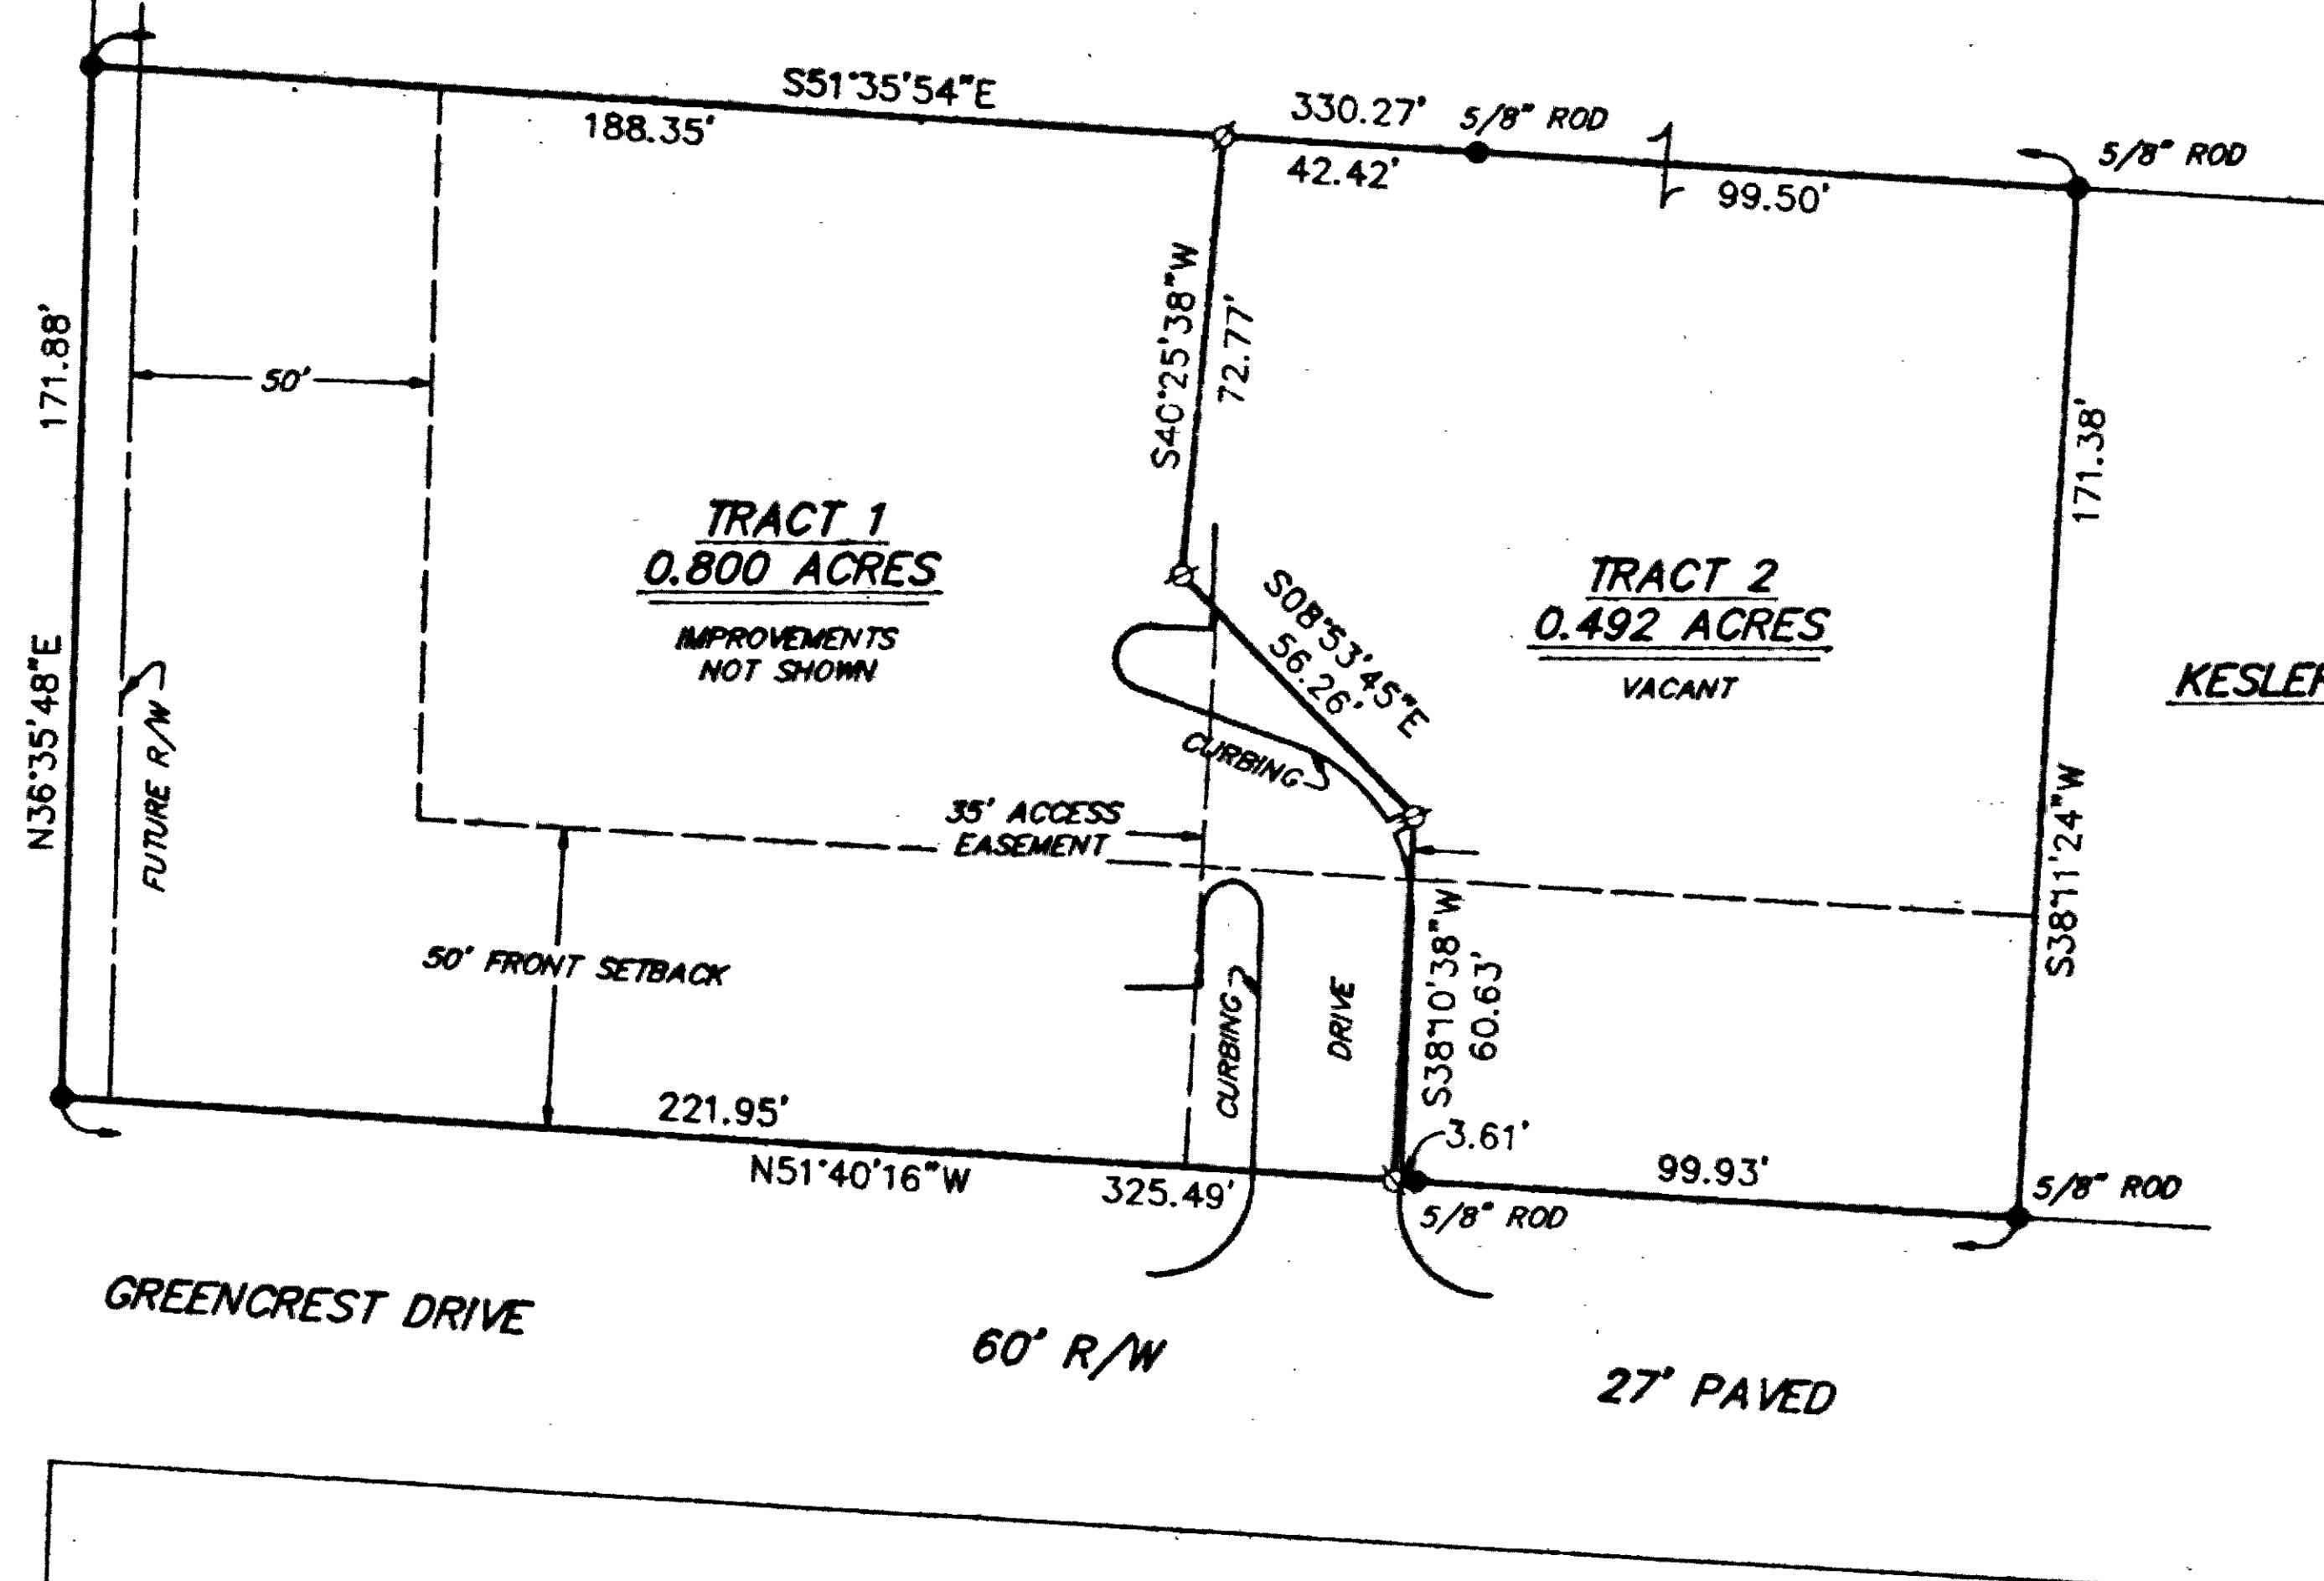 S51°35'54"E
188.35'
330.27'
5/8" ROD
42.42'
99.50'
5/8" ROD
171.88'
N36°35'48"E
50'
FUTURE R/W
S40°25'38"W
72.77'
TRACT 1
0.800 ACRES
IMPROVEMENTS
NOT SHOWN
S08°53'45"E
56.26'
CURBING
TRACT 2
0.492 ACRES
VACANT
171.38'
S38°11'24"W
KESLER
35' ACCESS
EASEMENT
50' FRONT SETBACK
CURBING
DRIVE
S38°10'38"W
60.63'
3.61'
221.95'
N51°40'16"W
325.49'
5/8" ROD
99.93'
5/8" ROD
GREENCREST DRIVE
60' R/W
27' PAVED